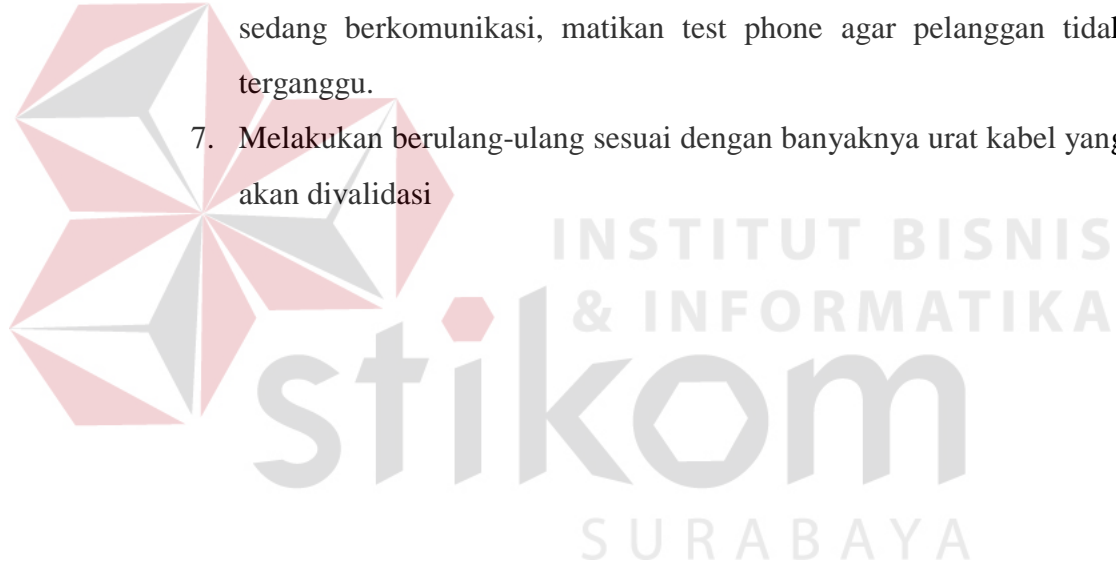 sedang berkomunikasi, matikan test phone agar pelanggan tidak
terganggu.
7. Melakukan berulang-ulang sesuai dengan banyaknya urat kabel yang
akan divalidasi
INSTITUT BISNIS
& INFORMATIKA
stikom
SURABAYA